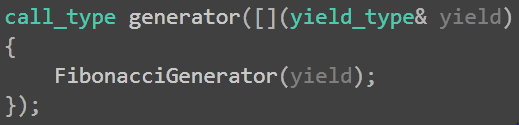 call_type generator([](yield_type& yield)
{
    FibonacciGenerator(yield);
});